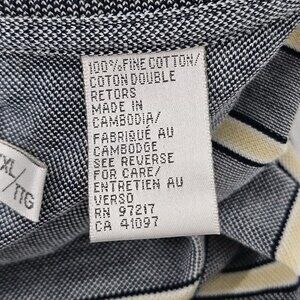 100% FINE COTTON/
COTON DOUBLE
RETORS
MADE IN
CAMBODIA/
FABRIQUÉ AU
CAMBODGE
SEE REVERSE
FOR CARE/
ENTRETIEN AU
VERSO
RN 97217
CA 41097
XL
/TTG